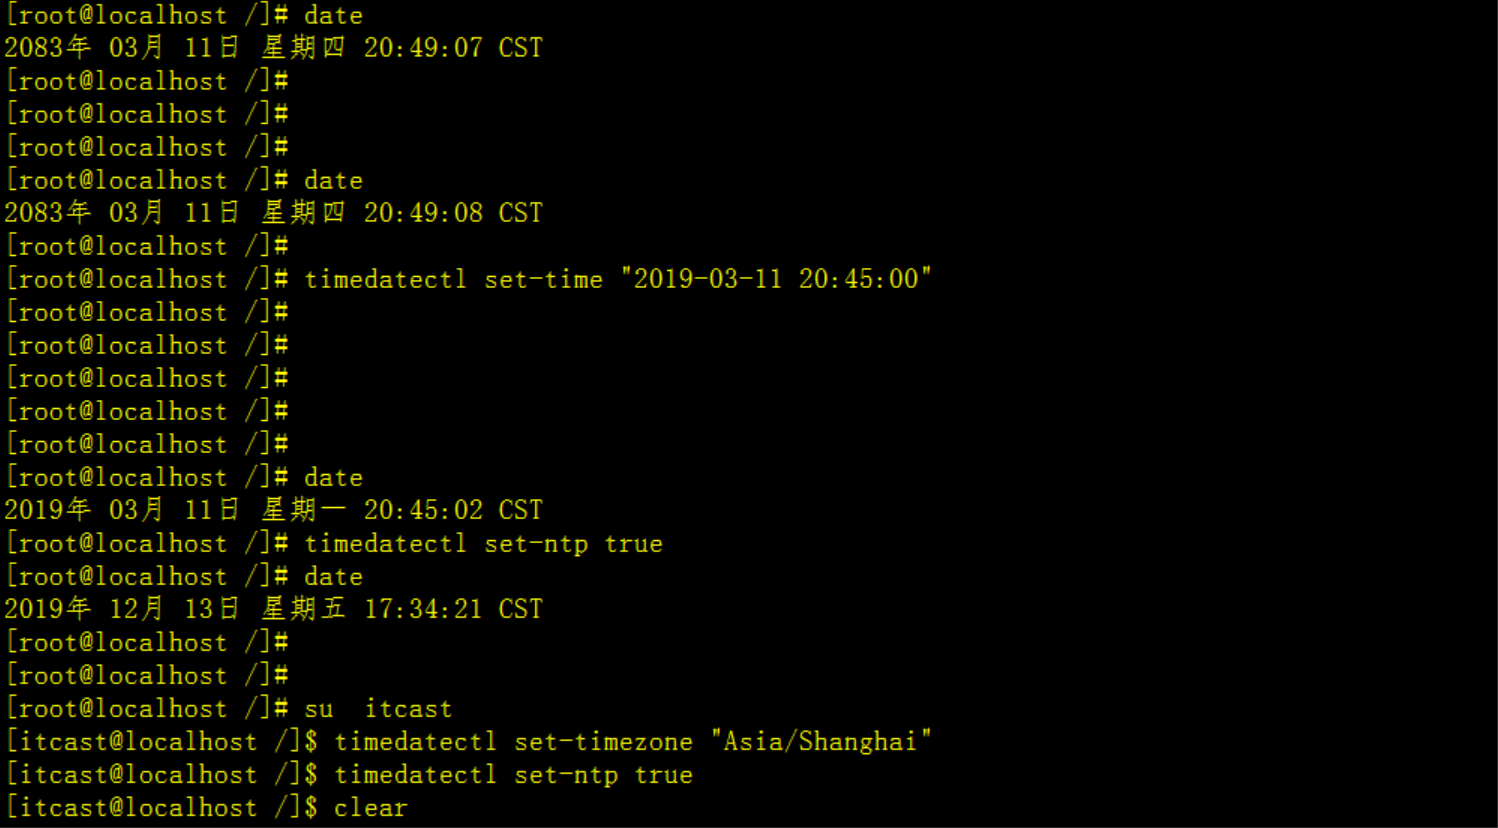 [root@localhost /]# date
2083年 03月 11日 星期四 20:49:07 CST
[root@localhost /]#
[root@localhost /]#
[root@localhost /]#
[root@localhost /]# date
2083年 03月 11日 星期四 20:49:08 CST
[root@localhost /]#
[root@localhost /]# timedatectl set-time "2019-03-11 20:45:00"
[root@localhost /]#
[root@localhost /]#
[root@localhost /]#
[root@localhost /]#
[root@localhost /]#
[root@localhost /]# date
2019年 03月 11日 星期一 20:45:02 CST
[root@localhost /]# timedatectl set-ntp true
[root@localhost /]# date
2019年 12月 13日 星期五 17:34:21 CST
[root@localhost /]#
[root@localhost /]#
[root@localhost /]# su  itcast
[itcast@localhost /]$ timedatectl set-timezone "Asia/Shanghai"
[itcast@localhost /]$ timedatectl set-ntp true
[itcast@localhost /]$ clear